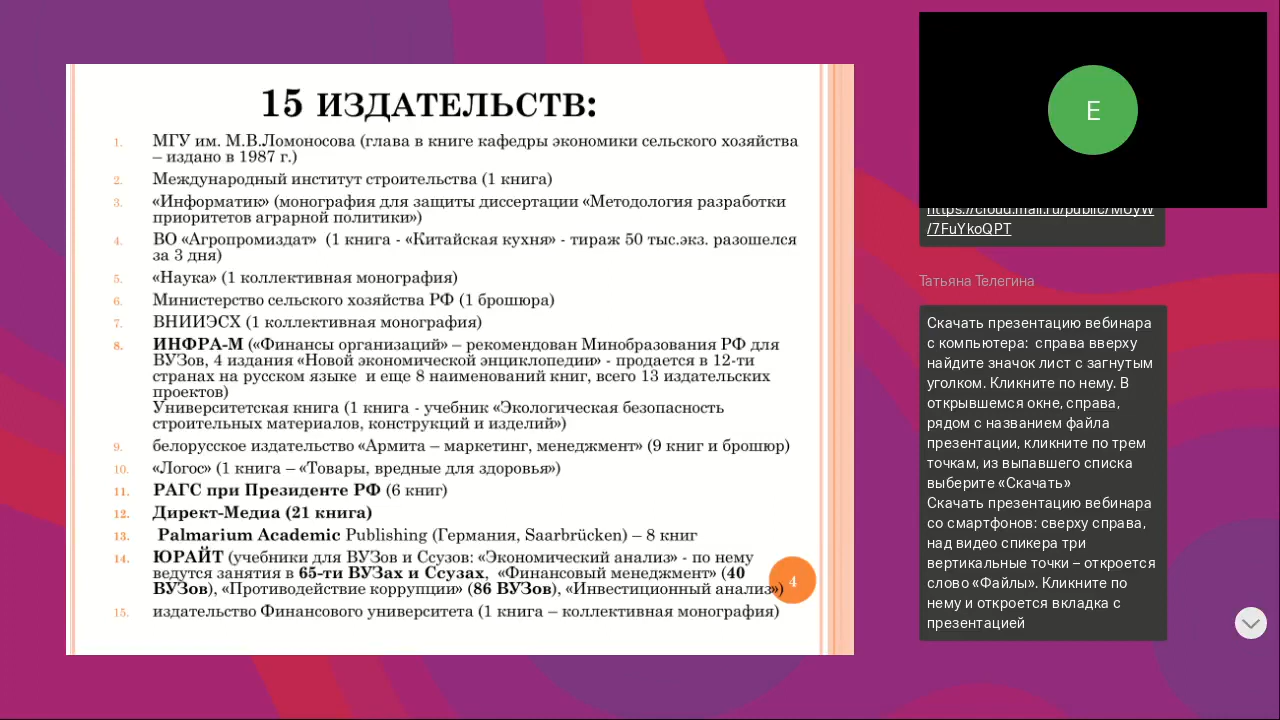 15 ИЗДАТЕЛЬСТВ:
1. МГУ им. М.В.Ломоносова (глава в книге кафедры экономики сельского хозяйства
– издано в 1987 г.)
2. Международный институт строительства (1 книга)
3. «Информатик» (монография для защиты диссертации «Методология разработки
приоритетов аграрной политики»)
4. ВО «Агропромиздат» (1 книга - «Китайская кухня» - тираж 50 тыс.экз. разошелся
за 3 дня)
5. «Наука» (1 коллективная монография)
6. Министерство сельского хозяйства РФ (1 брошюра)
7. ВНИИЭСХ (1 коллективная монография)
8. ИНФРА-М («Финансы организаций» – рекомендован Минобразования РФ для
ВУЗов, 4 издания «Новой экономической энциклопедии» - продается в 12-ти
странах на русском языке и еще 8 наименований книг, всего 13 издательских
проектов)
Университетская книга (1 книга - учебник «Экологическая безопасность
строительных материалов, конструкций и изделий»)
9. белорусское издательство «Армита – маркетинг, менеджмент» (9 книг и брошюр)
10. «Логос» (1 книга – «Товары, вредные для здоровья»)
11. РАГС при Президенте РФ (6 книг)
12. Директ-Медиа (21 книга)
13. Palmarium Academic Publishing (Германия, Saarbrücken) – 8 книг
14. ЮРАЙТ (учебники для ВУЗов и Ссузов: «Экономический анализ» - по нему
ведутся занятия в 65-ти ВУЗах и Ссузах, «Финансовый менеджмент» (40
ВУЗов), «Противодействие коррупции» (86 ВУЗов), «Инвестиционный анализ»)
15. издательство Финансового университета (1 книга – коллективная монография)
4
E
https://cloud.mail.ru/public/MUyW
/7FuYkoQPT
Татьяна Телегина
Скачать презентацию вебинара
с компьютера: справа вверху
найдите значок лист с загнутым
уголком. Кликните по нему. В
открывшемся окне, справа,
рядом с названием файла
презентации, кликните по трем
точкам, из выпавшего списка
выберите «Скачать»
Скачать презентацию вебинара
со смартфонов: сверху справа,
над видео спикера три
вертикальные точки – откроется
слово «Файлы». Кликните по
нему и откроется вкладка с
презентацией